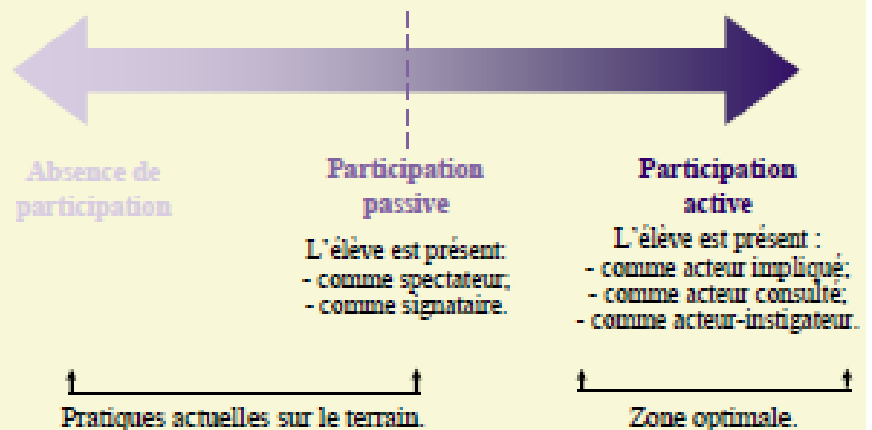 Absence de
participation
Participation
passive
L'élève est présent:
- comme spectateur;
- comme signataire.
Participation
active
L'élève est présent :
- comme acteur impliqué;
- comme acteur consulté;
- comme acteur-instigateur.
Pratiques actuelles sur le terrain.
Zone optimale.